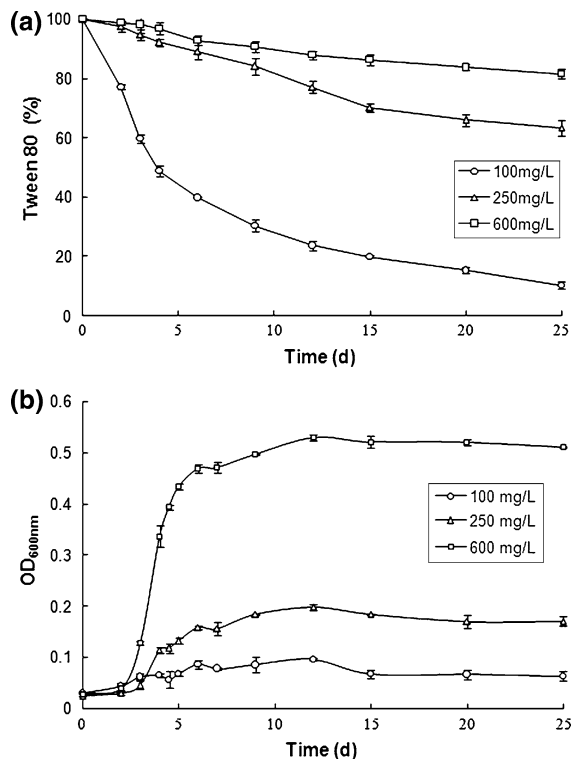 (a)
Tween 80 (%)
100
80
60
40
20
0
100mg/L
250mg/L
600mg/L
0 5 10 15 20 25
Time (d)
(b)
OD600nm
0.6
0.5
0.4
0.3
0.2
0.1
0
100 mg/L
250 mg/L
600 mg/L
0 5 10 15 20 25
Time (d)